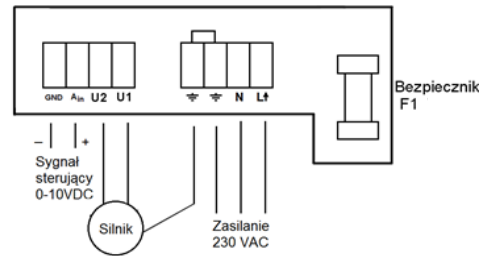 GND Ain U2 U1 N L↑
Bezpiecznik
F1
– +
Sygnał
sterujący
0-10VDC
Silnik
Zasilanie
230 VAC